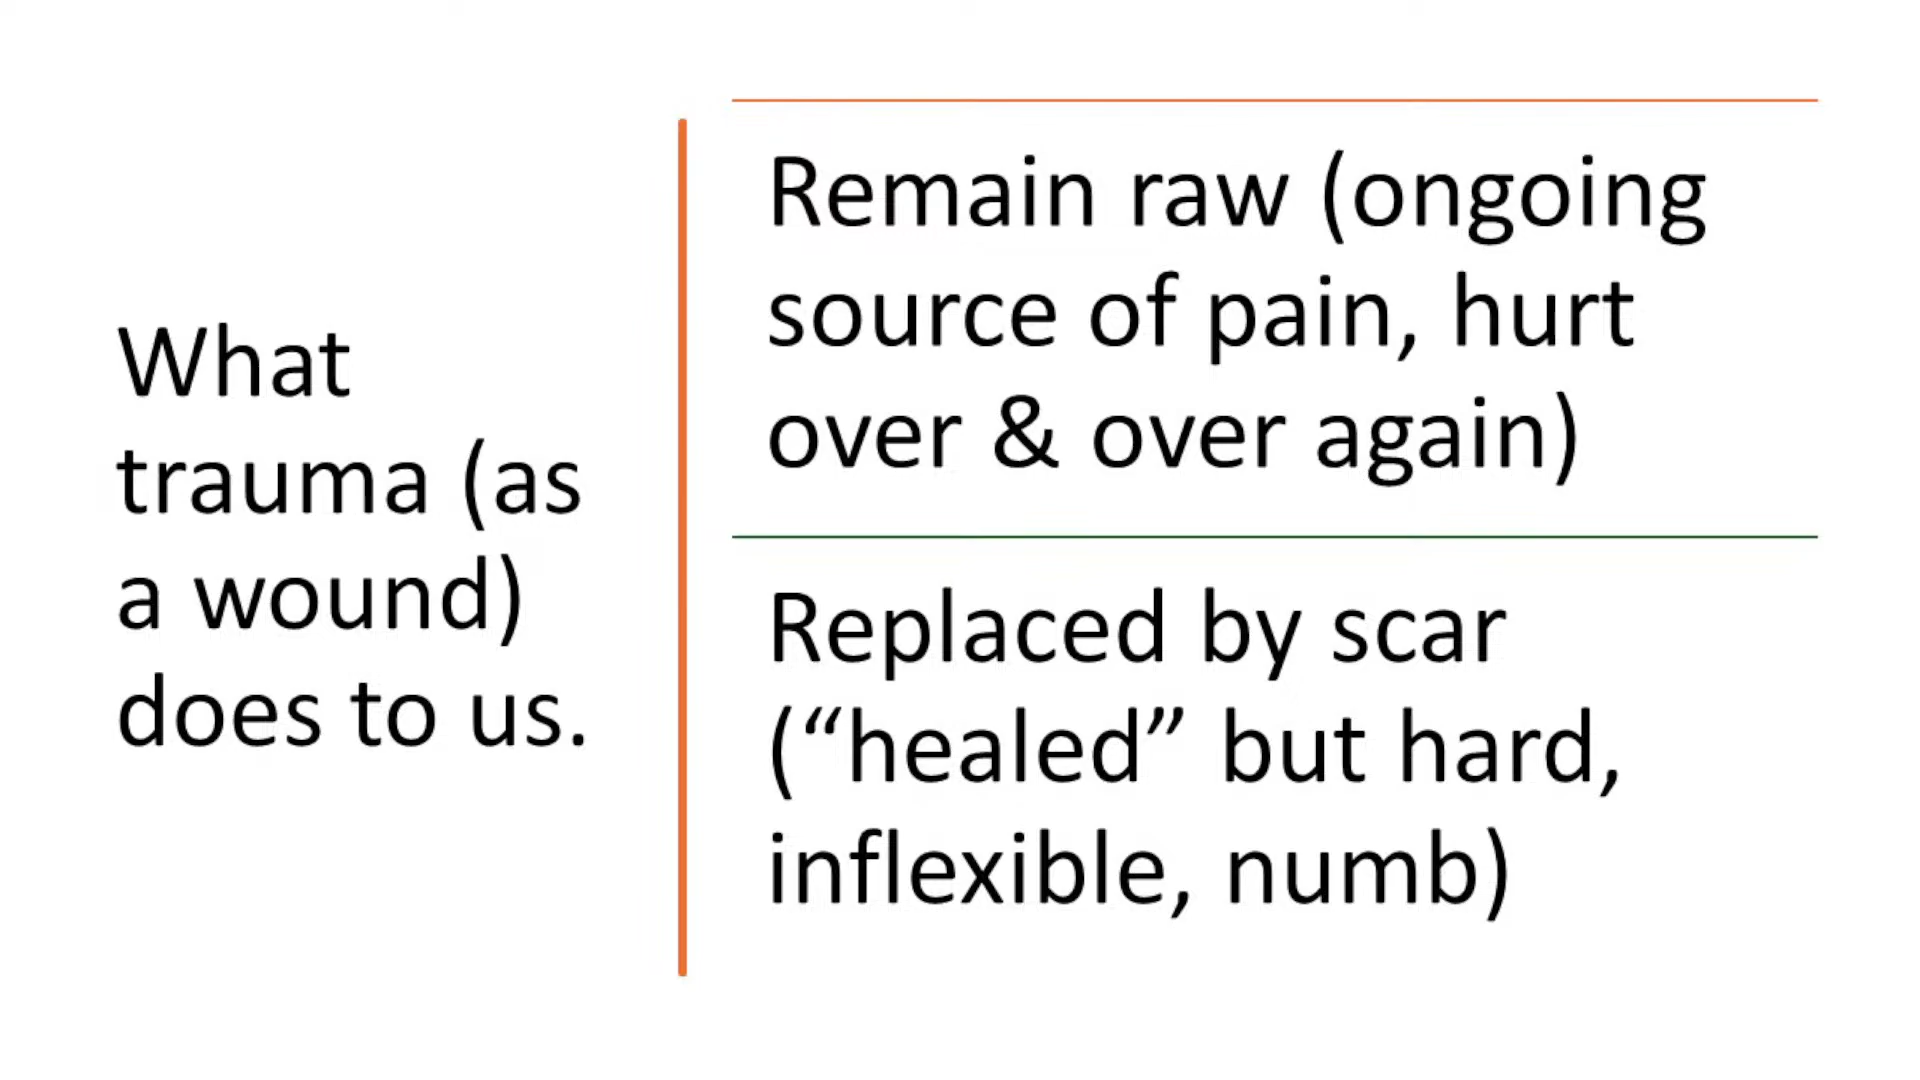 What
trauma (as
a wound)
does to us.
Remain raw (ongoing
source of pain, hurt
over & over again)
Replaced by scar
(“healed” but hard,
inflexible, numb)